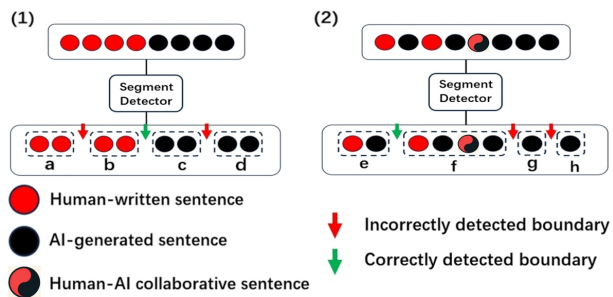 (1)
Segment
Detector
a b c d
(2)
Segment
Detector
e f g h
Human-written sentence
AI-generated sentence
Human-AI collaborative sentence
Incorrectly detected boundary
Correctly detected boundary